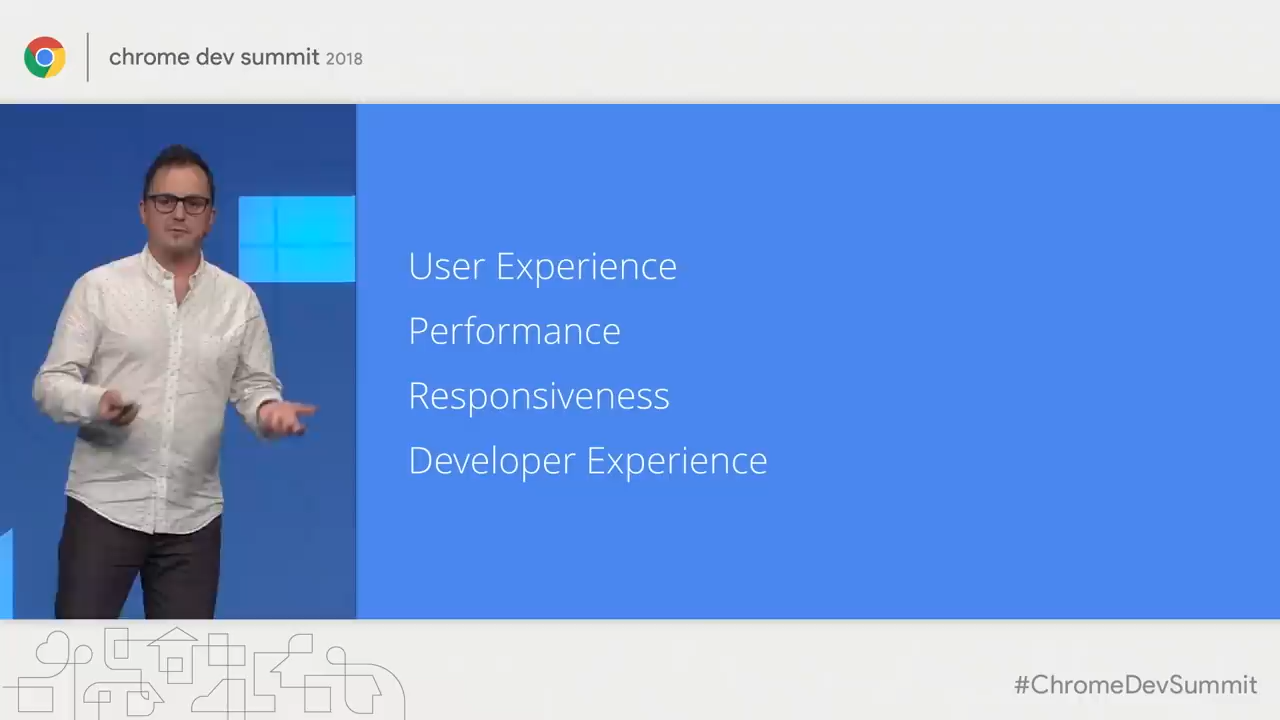 chrome dev summit 2018
User Experience
Performance
Responsiveness
Developer Experience
#ChromeDevSummit